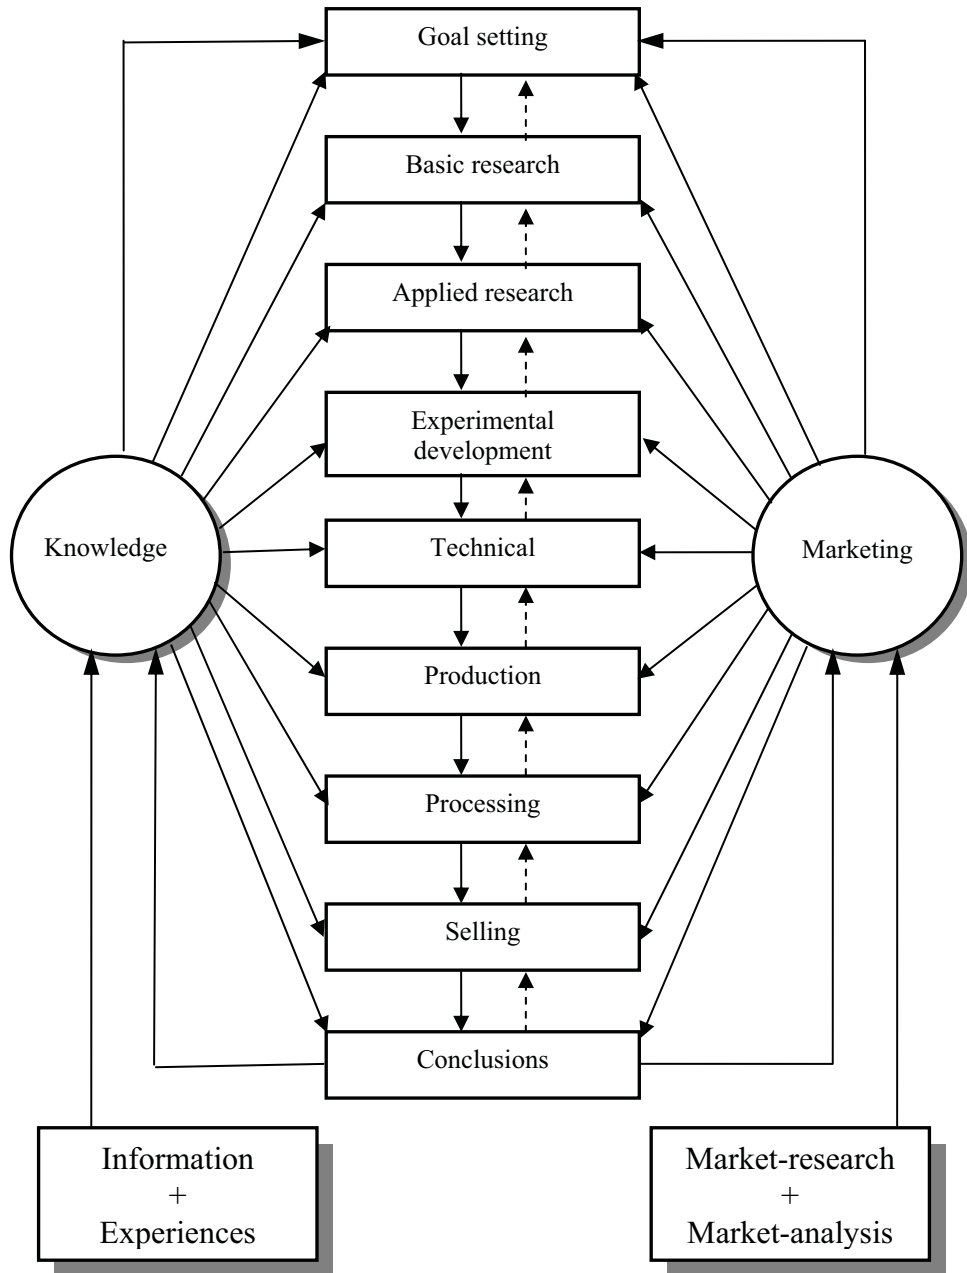 Goal setting
Basic research
Applied research
Experimental
development
Knowledge
Technical
Marketing
Production
Processing
Selling
Conclusions
Information
+
Experiences
Market-research
+
Market-analysis